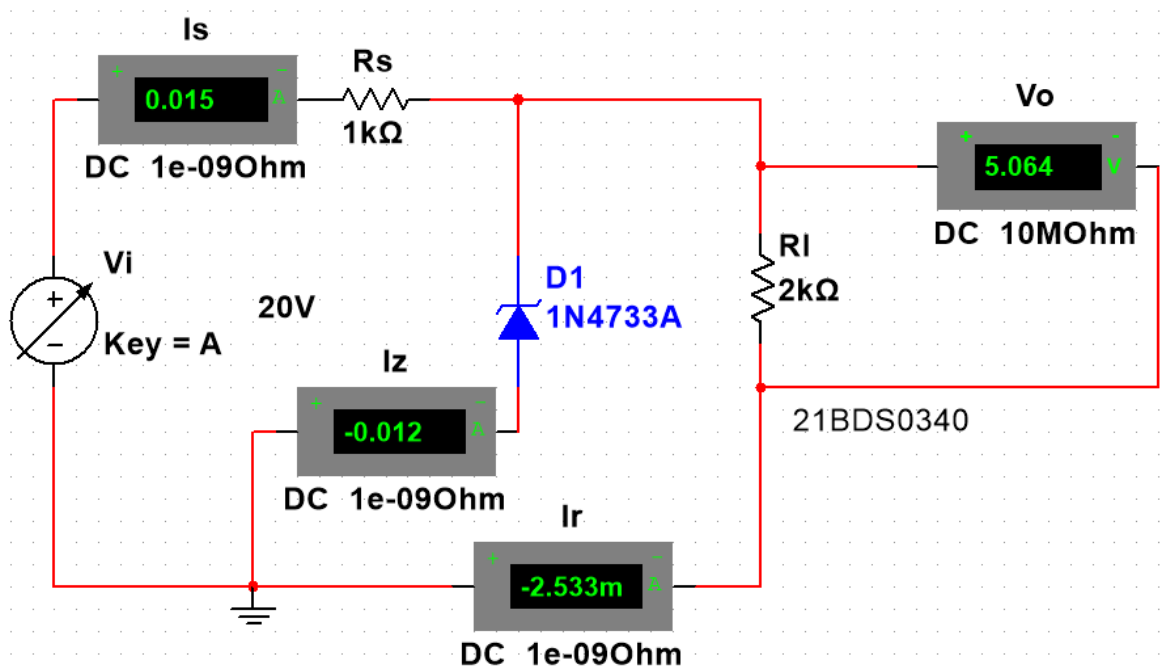 Is
+ −
0.015 A
DC 1e-09Ohm
Rs
1kΩ
Vo
+ -
5.064 V
DC 10MOhm
Vi
+
−
Key = A
20V
D1
1N4733A
Rl
2kΩ
Iz
+ −
-0.012 A
DC 1e-09Ohm
21BDS0340
Ir
+ −
-2.533m A
DC 1e-09Ohm